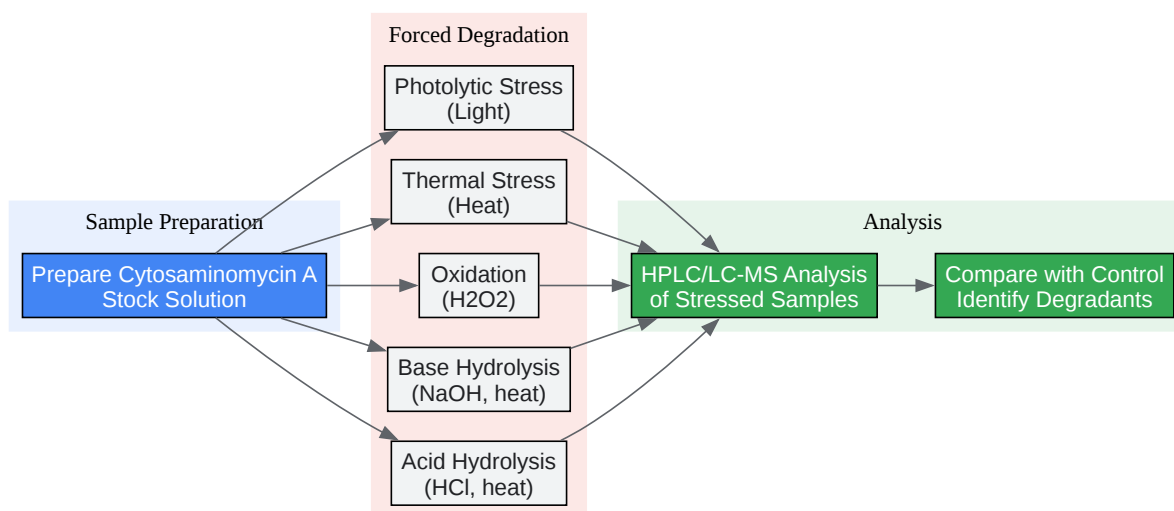 Forced Degradation
Photolytic Stress
(Light)
Thermal Stress
(Heat)
Sample Preparation
Analysis
Prepare Cytosaminomycin A
Stock Solution
Oxidation
(H2O2)
HPLC/LC-MS Analysis
of Stressed Samples
Compare with Control
Identify Degradants
Base Hydrolysis
(NaOH, heat)
Acid Hydrolysis
(HCl, heat)